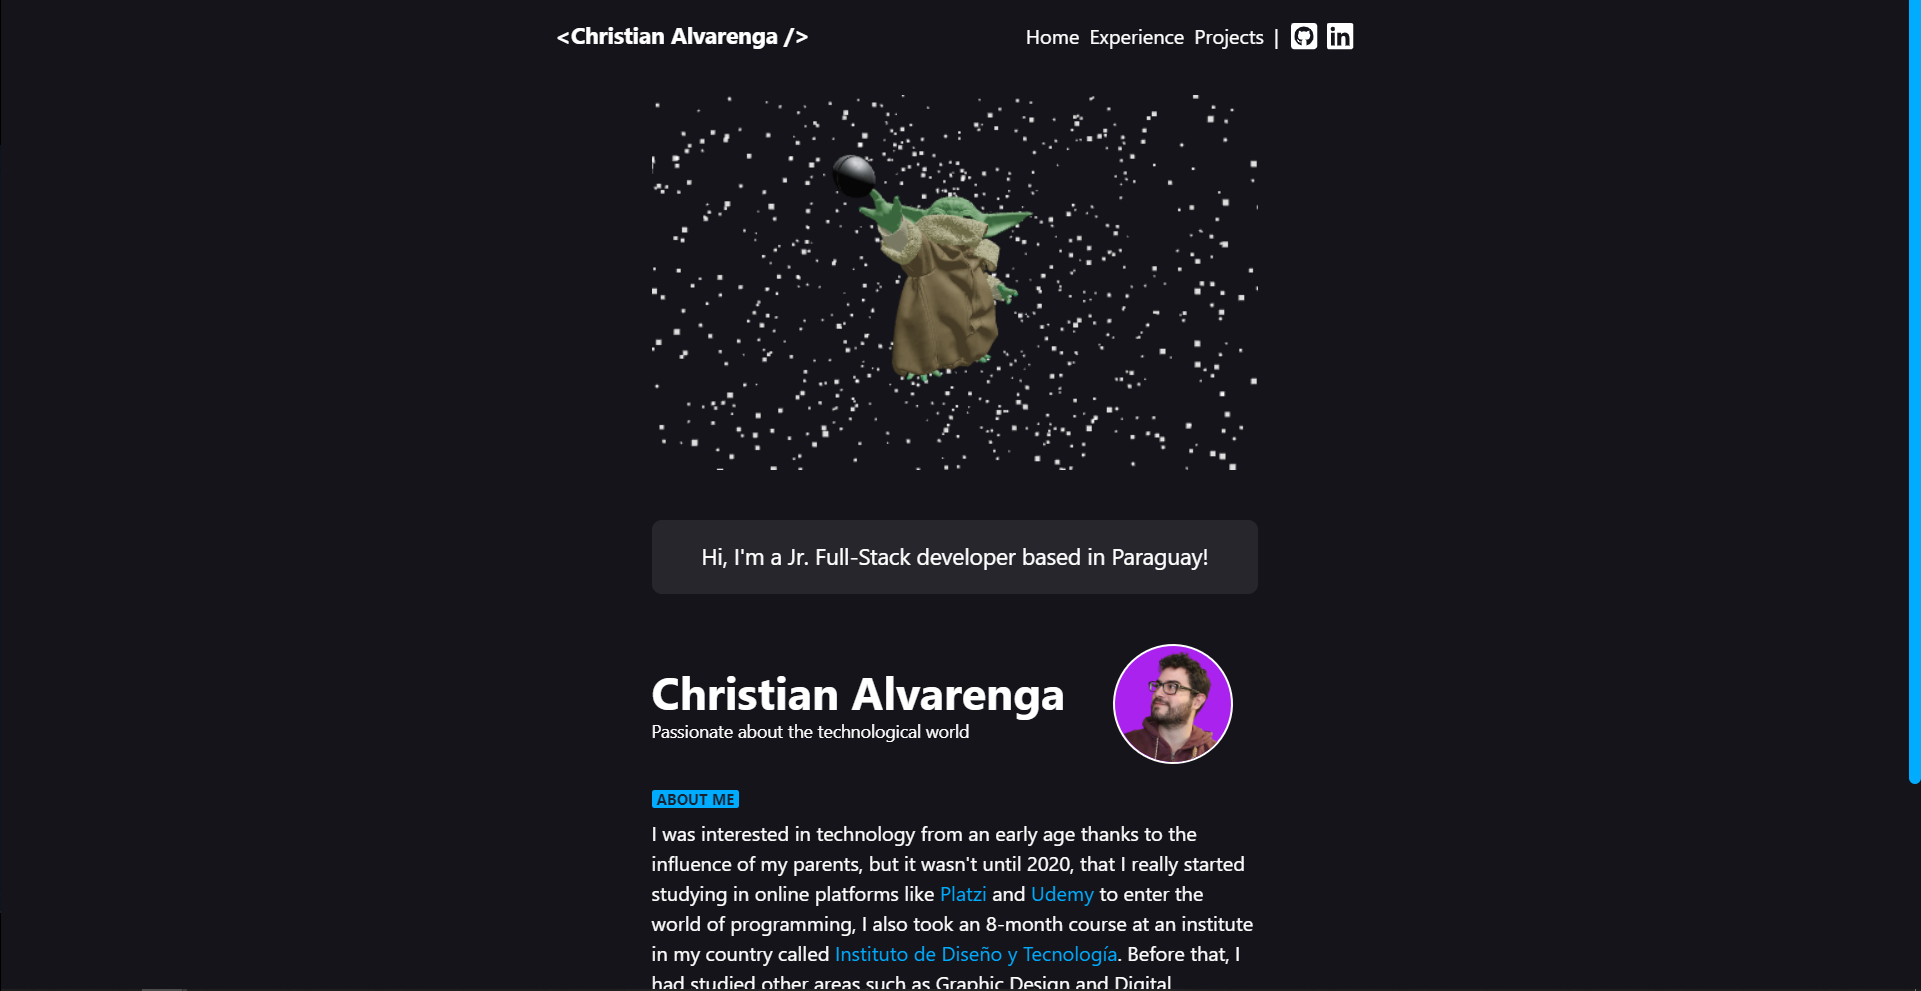 <Christian Alvarenga />
Home Experience Projects |
in
Hi, I'm a Jr. Full-Stack developer based in Paraguay!
Christian Alvarenga
Passionate about the technological world
ABOUT ME
I was interested in technology from an early age thanks to the
influence of my parents, but it wasn't until 2020, that I really started
studying in online platforms like Platzi and Udemy to enter the
world of programming, I also took an 8-month course at an institute
in my country called Instituto de Diseño y Tecnología. Before that, I
had studied other areas such as Graphic Design and Digital